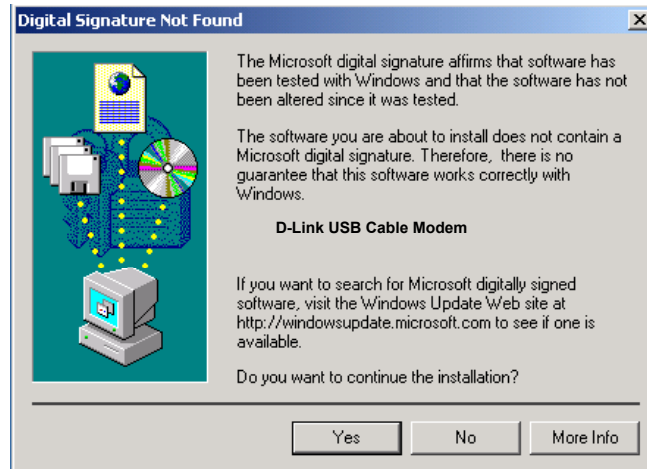 Digital Signature Not Found
The Microsoft digital signature affirms that software has
been tested with Windows and that the software has not
been altered since it was tested.
The software you are about to install does not contain a
Microsoft digital signature. Therefore,  there is no
guarantee that this software works correctly with
Windows.
D-Link USB Cable Modem
If you want to search for Microsoft digitally signed
software, visit the Windows Update Web site at
http://windowsupdate.microsoft.com to see if one is
available.
Do you want to continue the installation?
Yes
No
More Info